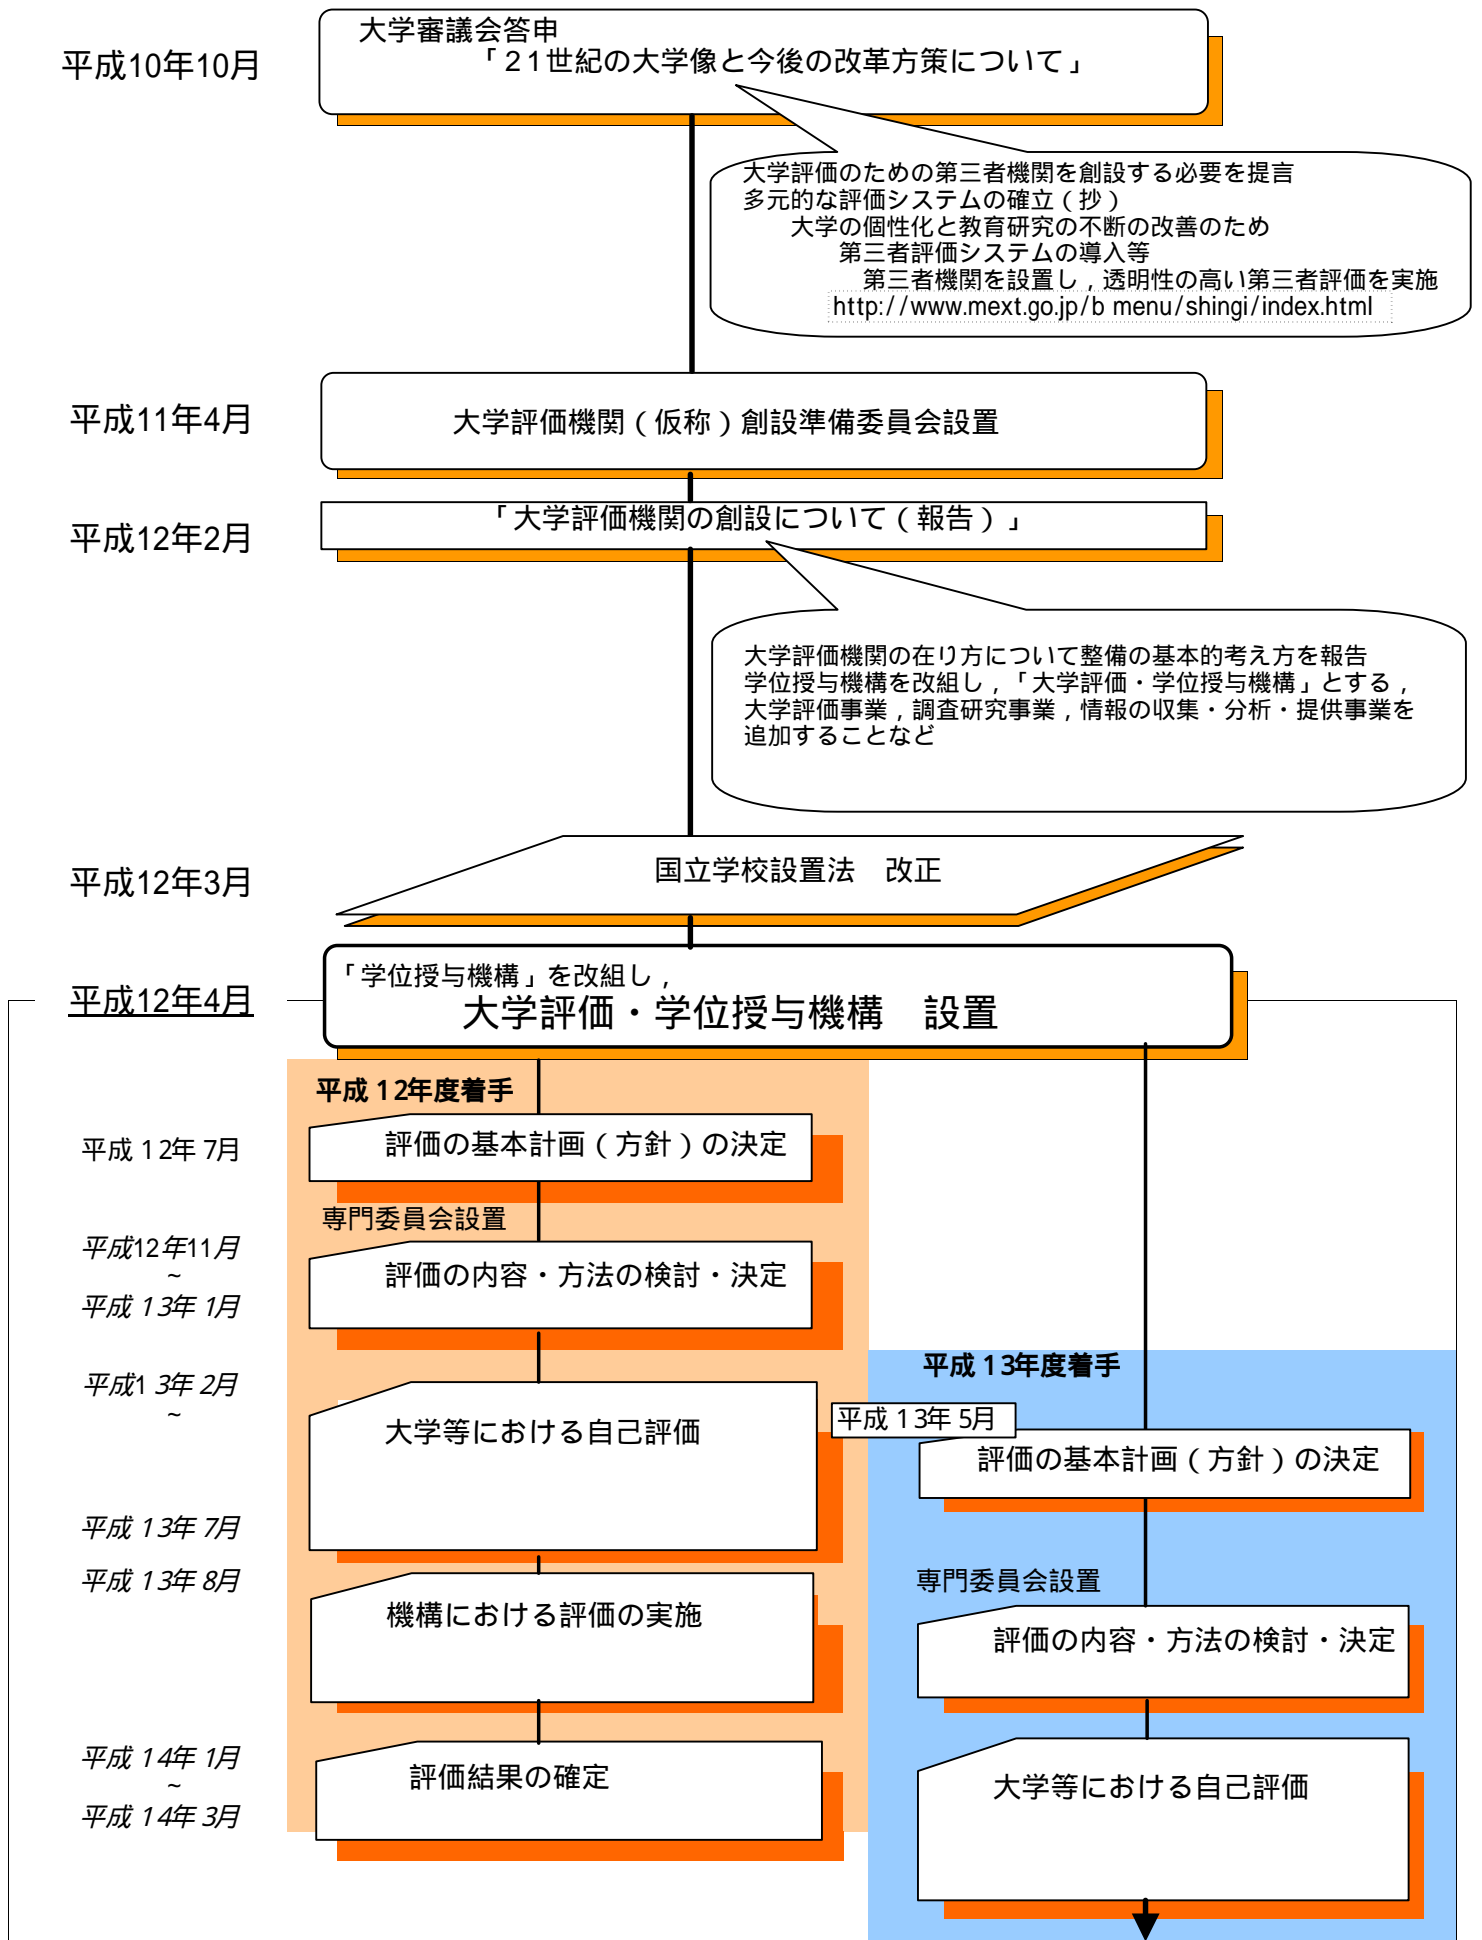 平成10年10月
大学審議会答申
「21世紀の大学像と今後の改革方策について」
大学評価のための第三者機関を創設する必要を提言
多元的な評価システムの確立（抄）
大学の個性化と教育研究の不断の改善のため
第三者評価システムの導入等
第三者機関を設置し，透明性の高い第三者評価を実施
http://www.mext.go.jp/b menu/shingi/index.html
平成11年4月
大学評価機関（仮称）創設準備委員会設置
平成12年2月
「大学評価機関の創設について（報告）」
大学評価機関の在り方について整備の基本的考え方を報告
学位授与機構を改組し，「大学評価・学位授与機構」とする，
大学評価事業，調査研究事業，情報の収集・分析・提供事業を
追加することなど
平成12年3月
国立学校設置法　改正
平成12年4月
「学位授与機構」を改組し，
大学評価・学位授与機構　設置
平成12年度着手
平成12年7月
評価の基本計画（方針）の決定
専門委員会設置
平成12年11月
~
平成13年1月
評価の内容・方法の検討・決定
平成13年2月
~
平成13年7月
大学等における自己評価
平成13年8月
機構における評価の実施
平成14年1月
~
平成14年3月
評価結果の確定
平成13年度着手
平成13年5月
評価の基本計画（方針）の決定
専門委員会設置
評価の内容・方法の検討・決定
大学等における自己評価